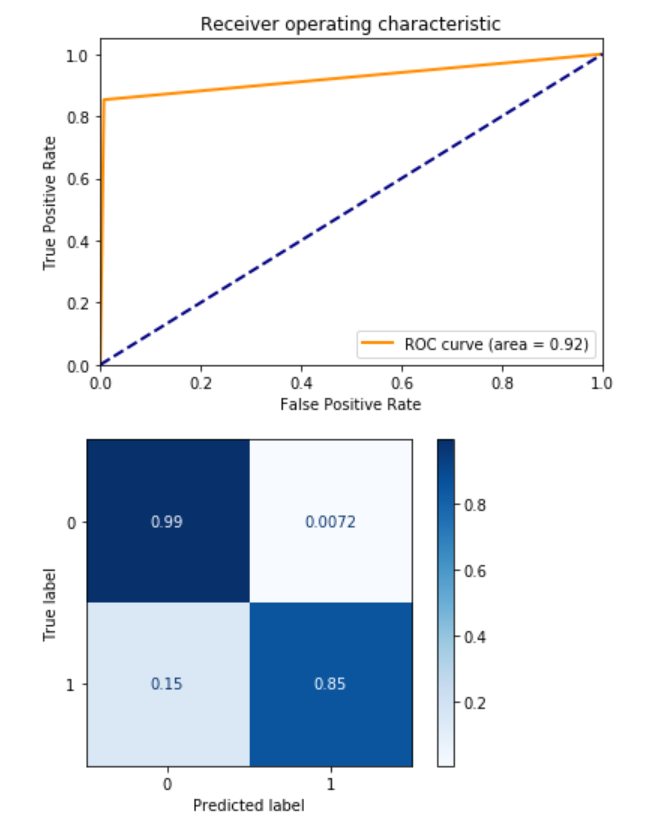 Receiver operating characteristic
1.0
0.8
0.6
0.4
0.2
0.0
True Positive Rate
ROC curve (area = 0.92)
0.0 0.2 0.4 0.6 0.8 1.0
False Positive Rate
True label
0 0.99 0.0072
1 0.15 0.85
0 1
Predicted label
0.8
0.6
0.4
0.2